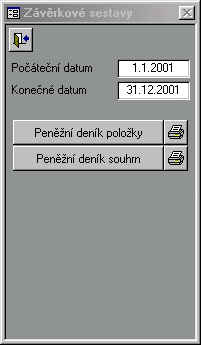 Závěrkové sestavy
Počáteční datum 1.1.2001
Konečné datum 31.12.2001
Peněžní deník položky
Peněžní deník souhrn